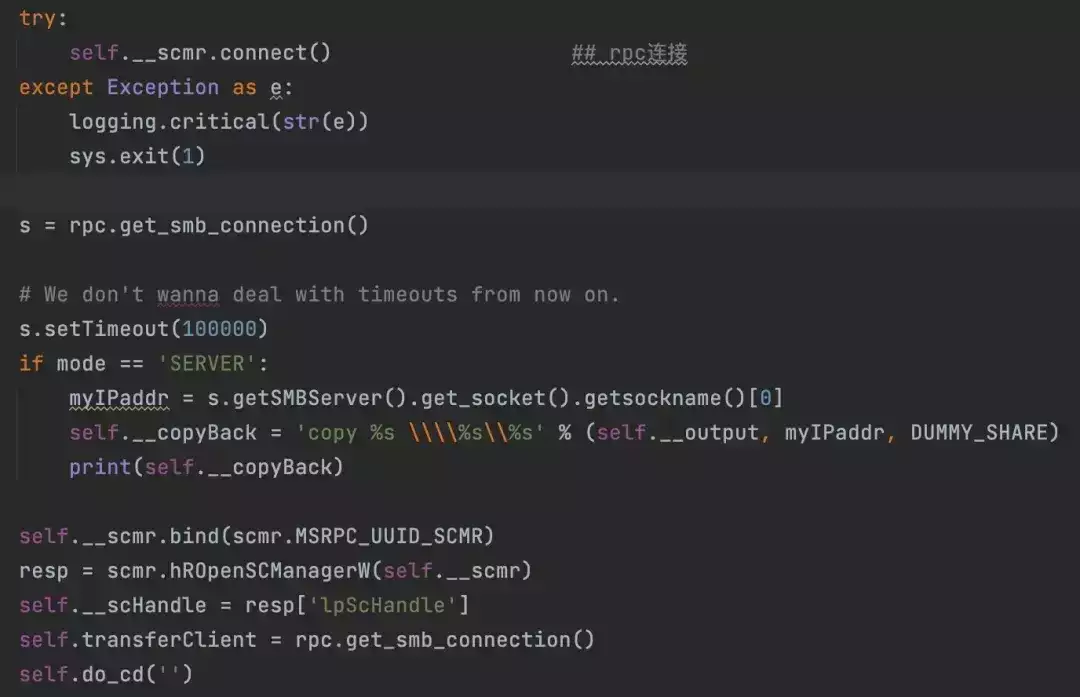 try:
    self.__scmr.connect()                    ## rpc连接
except Exception as e:
    logging.critical(str(e))
    sys.exit(1)
s = rpc.get_smb_connection()
# We don't wanna deal with timeouts from now on.
s.setTimeout(100000)
if mode == 'SERVER':
    myIPaddr = s.getSMBServer().get_socket().getsockname()[0]
    self.__copyBack = 'copy %s \\\\%s\\%s' % (self.__output, myIPaddr, DUMMY_SHARE)
    print(self.__copyBack)
self.__scmr.bind(scmr.MSRPC_UUID_SCMR)
resp = scmr.hROpenSCManagerW(self.__scmr)
self.__scHandle = resp['lpScHandle']
self.transferClient = rpc.get_smb_connection()
self.do_cd('')